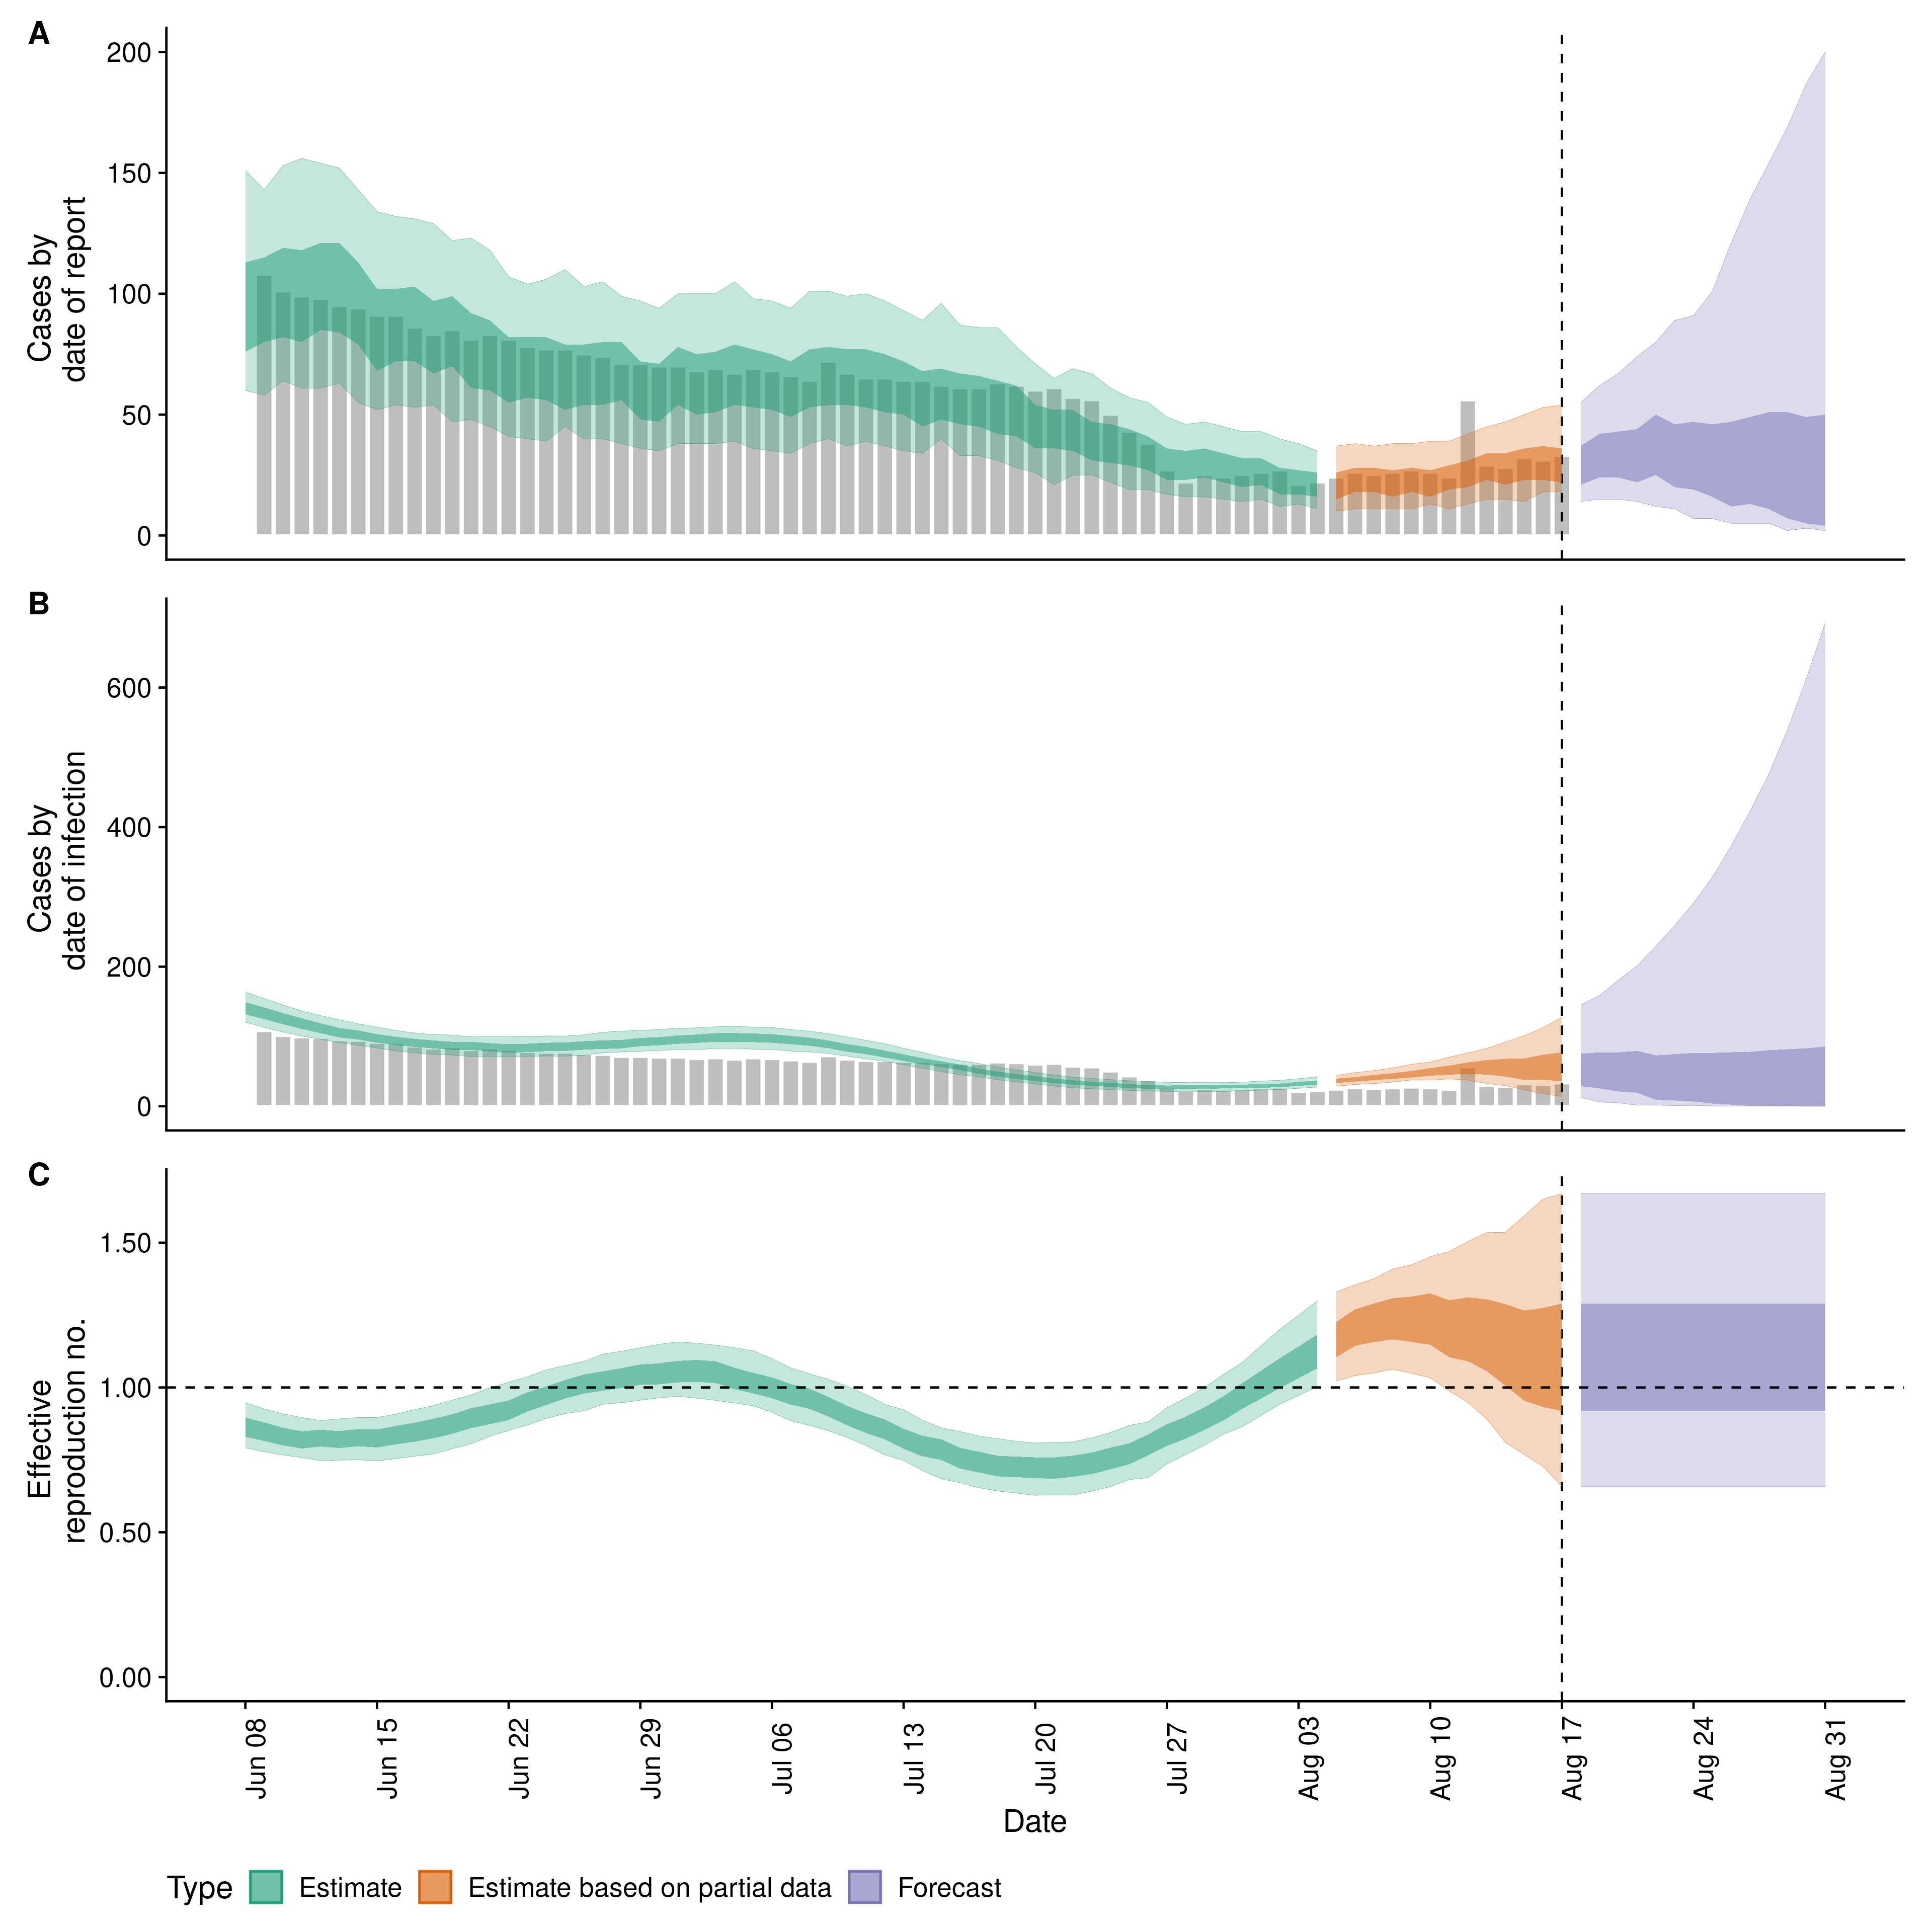 A
Cases by
date of report
200
150
100
50
0
B
Cases by
date of infection
600
400
200
0
C
Effective
reproduction no.
1.50
1.00
0.50
0.00
Jun 08
Jun 15
Jun 22
Jun 29
Jul 06
Jul 13
Jul 20
Jul 27
Aug 03
Aug 10
Aug 17
Aug 24
Aug 31
Date
Type Estimate Estimate based on partial data Forecast